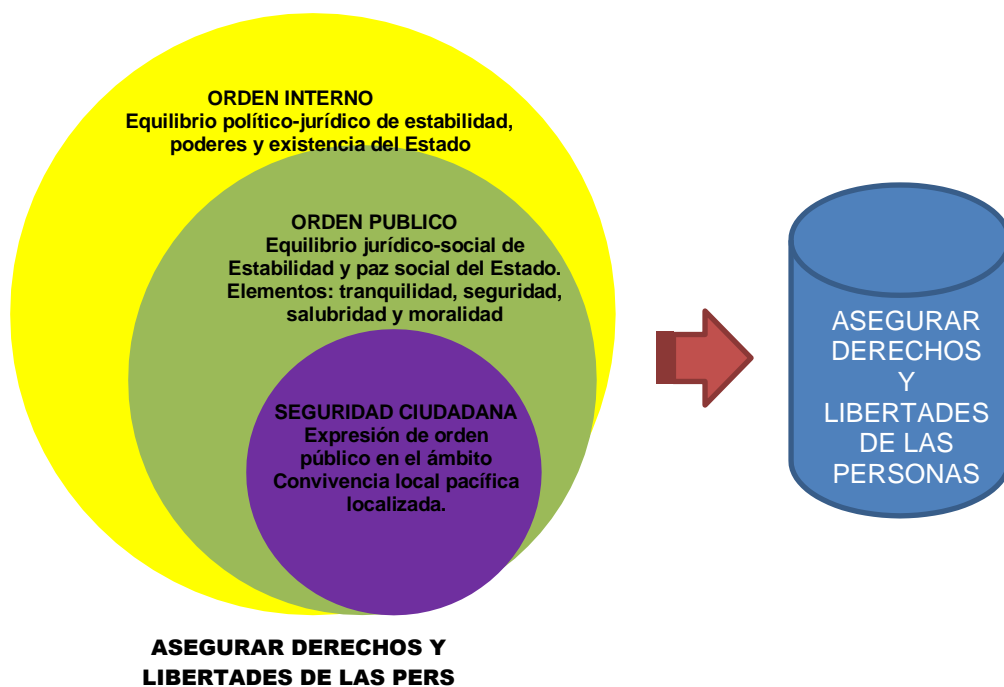 ORDEN INTERNO
Equilibrio político-jurídico de estabilidad,
poderes y existencia del Estado
ORDEN PUBLICO
Equilibrio jurídico-social de
Estabilidad y paz social del Estado.
Elementos: tranquilidad, seguridad,
salubridad y moralidad
SEGURIDAD CIUDADANA
Expresión de orden
público en el ámbito
Convivencia local pacífica
localizada.
ASEGURAR
DERECHOS
Y
LIBERTADES
DE LAS
PERSONAS
ASEGURAR DERECHOS Y
LIBERTADES DE LAS PERS